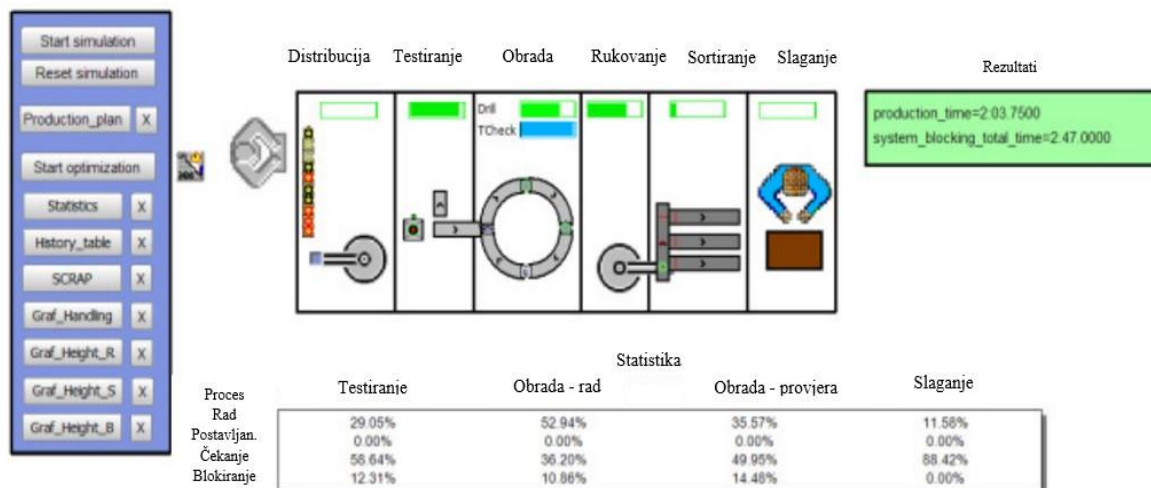 Start simulation
Reset simulation
Production_plan X
Start optimization
Statistics X
History_table X
SCRAP X
Graf_Handling X
Graf_Height_R X
Graf_Height_S X
Graf_Height_B X
Distribucija Testiranje Obrada Rukovanje Sortiranje Slaganje
Drill
TCheck
Rezultati
production_time=2:03.7500
system_blocking_total_time=2.47.0000
Statistika
Proces Testiranje Obrada - rad Obrada - provjera Slaganje
Rad 29.05% 52.94% 35.57% 11.58%
Postavljan. 0.00% 0.00% 0.00% 0.00%
Čekanje 58.64% 36.20% 49.95% 88.42%
Blokiranje 12.31% 10.86% 14.48% 0.00%